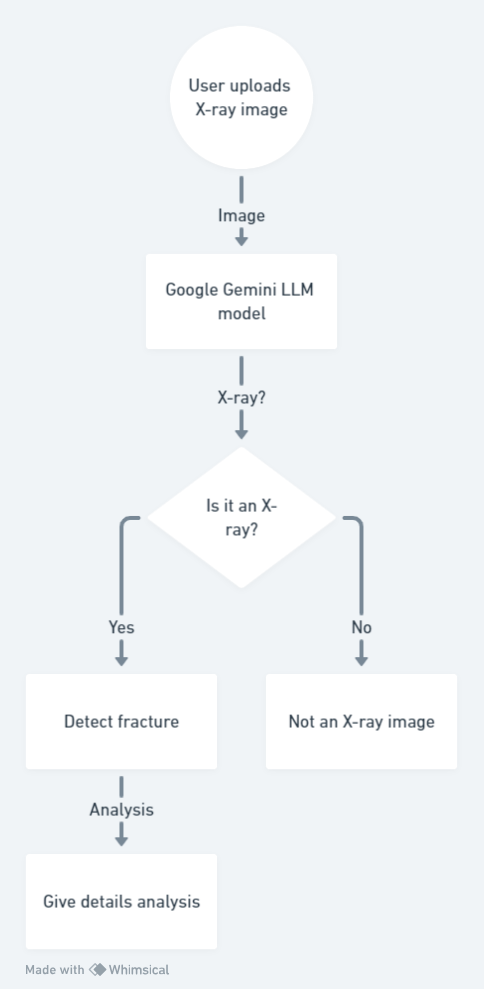 User uploads
X-ray image
Image
Google Gemini LLM
model
X-ray?
Is it an X-
ray?
Yes
No
Detect fracture
Not an X-ray image
Analysis
Give details analysis
Made with Whimsical